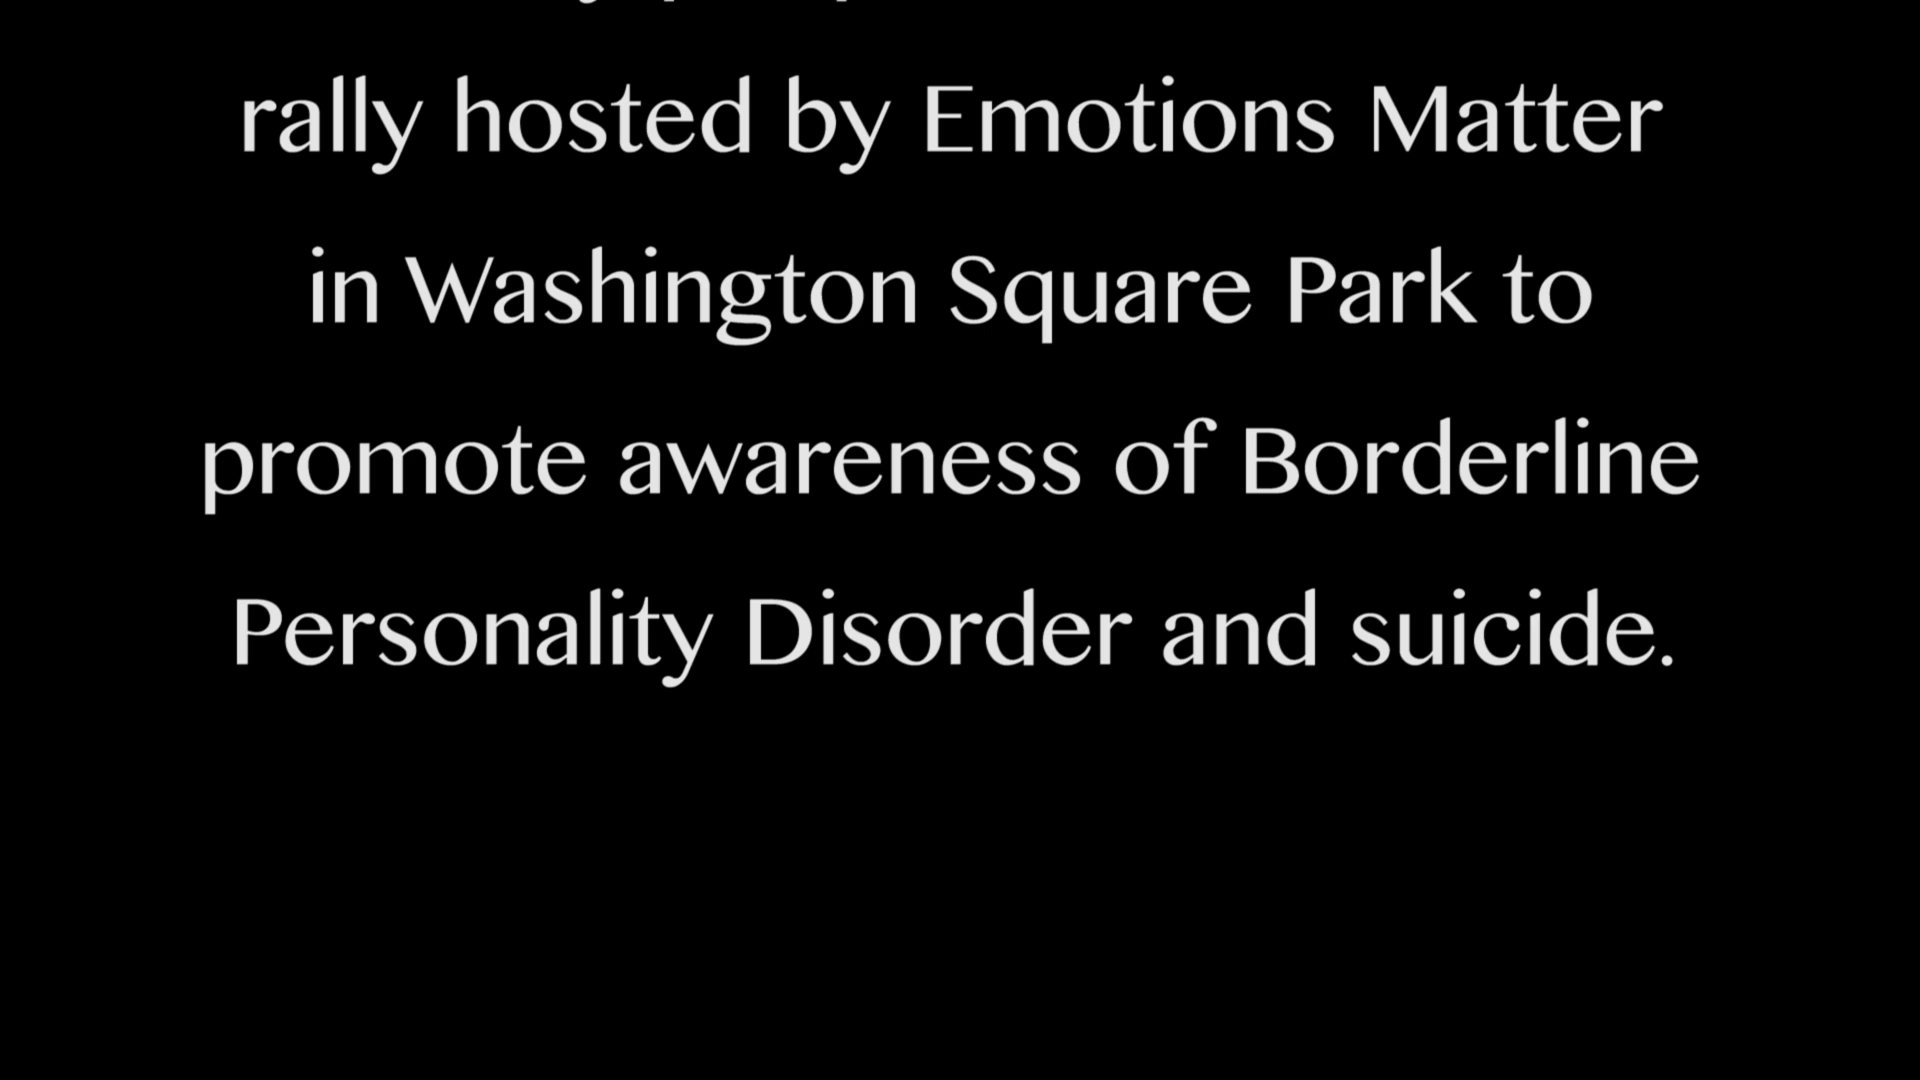 rally hosted by Emotions Matter
in Washington Square Park to
promote awareness of Borderline
Personality Disorder and suicide.